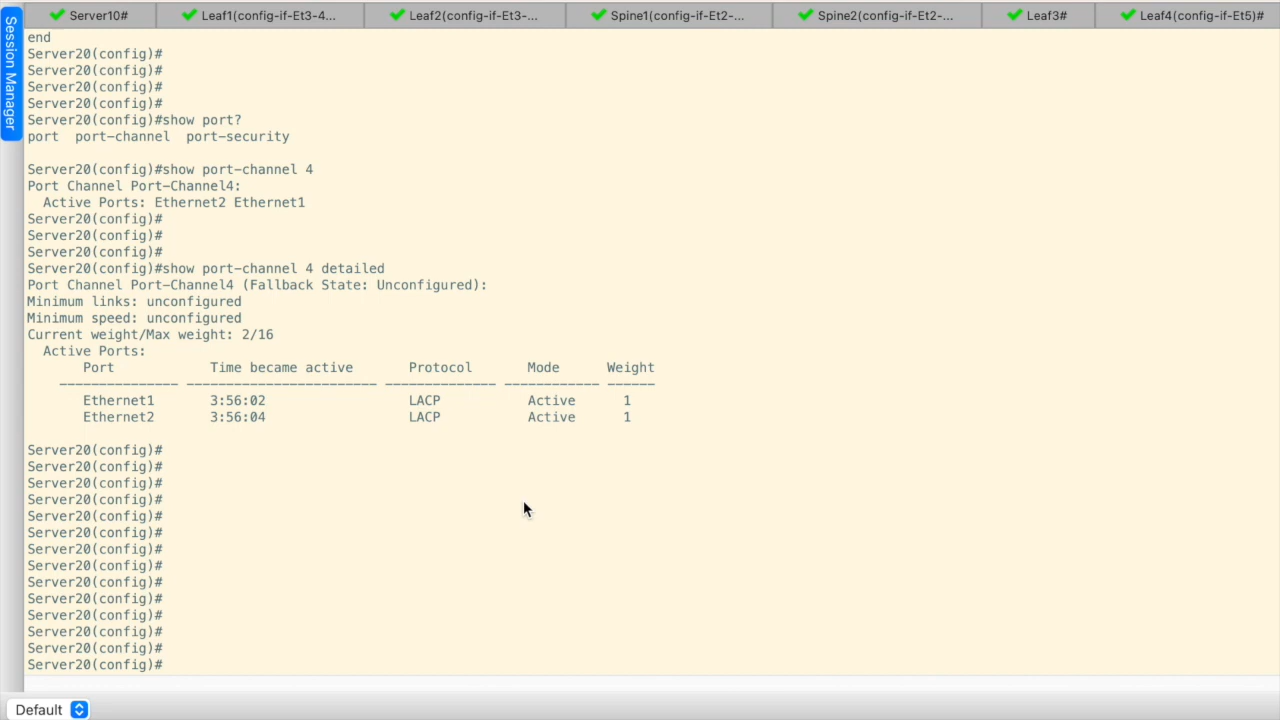 Server10#
Leaf1(config-if-Et3-4...
Leaf2(config-if-Et3-...
Spine1(config-if-Et2-...
Spine2(config-if-Et2-...
Leaf3#
Leaf4(config-if-Et5)#
Session Manager
end
Server20(config)#
Server20(config)#
Server20(config)#
Server20(config)#
Server20(config)#show port?
port  port-channel  port-security
Server20(config)#show port-channel 4
Port Channel Port-Channel4:
  Active Ports: Ethernet2 Ethernet1
Server20(config)#
Server20(config)#
Server20(config)#
Server20(config)#show port-channel 4 detailed
Port Channel Port-Channel4 (Fallback State: Unconfigured):
Minimum links: unconfigured
Minimum speed: unconfigured
Current weight/Max weight: 2/16
  Active Ports:
       Port            Time became active       Protocol       Mode      Weight
    --------------- ------------------------ -------------- ------------ ------
       Ethernet1       3:56:02                  LACP           Active      1
       Ethernet2       3:56:04                  LACP           Active      1
Server20(config)#
Server20(config)#
Server20(config)#
Server20(config)#
Server20(config)#
Server20(config)#
Server20(config)#
Server20(config)#
Server20(config)#
Server20(config)#
Server20(config)#
Server20(config)#
Server20(config)#
Server20(config)#
Default